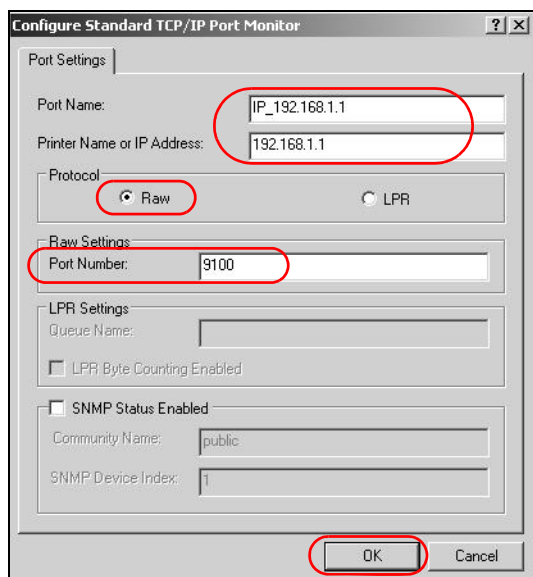 Configure Standard TCP/IP Port Monitor
Port Settings
Port Name: IP_192.168.1.1
Printer Name or IP Address: 192.168.1.1
Protocol
Raw LPR
Raw Settings
Port Number: 9100
LPR Settings
Queue Name:
LPR Byte Counting Enabled
SNMP Status Enabled
Community Name: public
SNMP Device Index: 1
OK Cancel